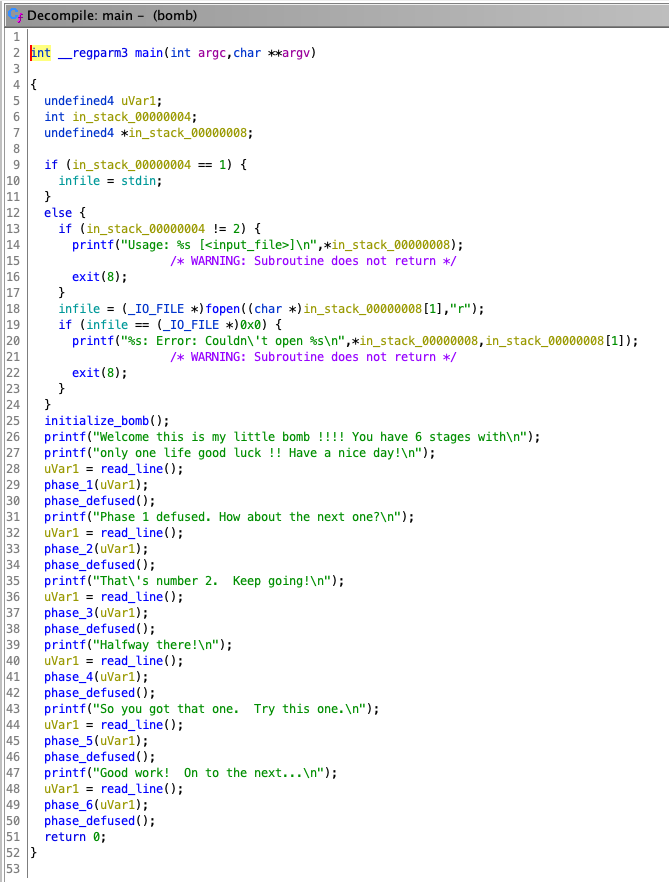 Decompile: main - (bomb)
1
2 int __regparm3 main(int argc,char **argv)
3
4 {
5 undefined4 uVar1;
6 int in_stack_00000004;
7 undefined4 *in_stack_00000008;
8
9 if (in_stack_00000004 == 1) {
10 infile = stdin;
11 }
12 else {
13 if (in_stack_00000004 != 2) {
14 printf("Usage: %s [<input_file>]\n",*in_stack_00000008);
15 /* WARNING: Subroutine does not return */
16 exit(8);
17 }
18 infile = (_IO_FILE *)fopen((char *)in_stack_00000008[1],"r");
19 if (infile == (_IO_FILE *)0x0) {
20 printf("%s: Error: Couldn\'t open %s\n",*in_stack_00000008,in_stack_00000008[1]);
21 /* WARNING: Subroutine does not return */
22 exit(8);
23 }
24 }
25 initialize_bomb();
26 printf("Welcome this is my little bomb !!!! You have 6 stages with\n");
27 printf("only one life good luck !! Have a nice day!\n");
28 uVar1 = read_line();
29 phase_1(uVar1);
30 phase_defused();
31 printf("Phase 1 defused. How about the next one?\n");
32 uVar1 = read_line();
33 phase_2(uVar1);
34 phase_defused();
35 printf("That\'s number 2.  Keep going!\n");
36 uVar1 = read_line();
37 phase_3(uVar1);
38 phase_defused();
39 printf("Halfway there!\n");
40 uVar1 = read_line();
41 phase_4(uVar1);
42 phase_defused();
43 printf("So you got that one.  Try this one.\n");
44 uVar1 = read_line();
45 phase_5(uVar1);
46 phase_defused();
47 printf("Good work!  On to the next...\n");
48 uVar1 = read_line();
49 phase_6(uVar1);
50 phase_defused();
51 return 0;
52 }
53